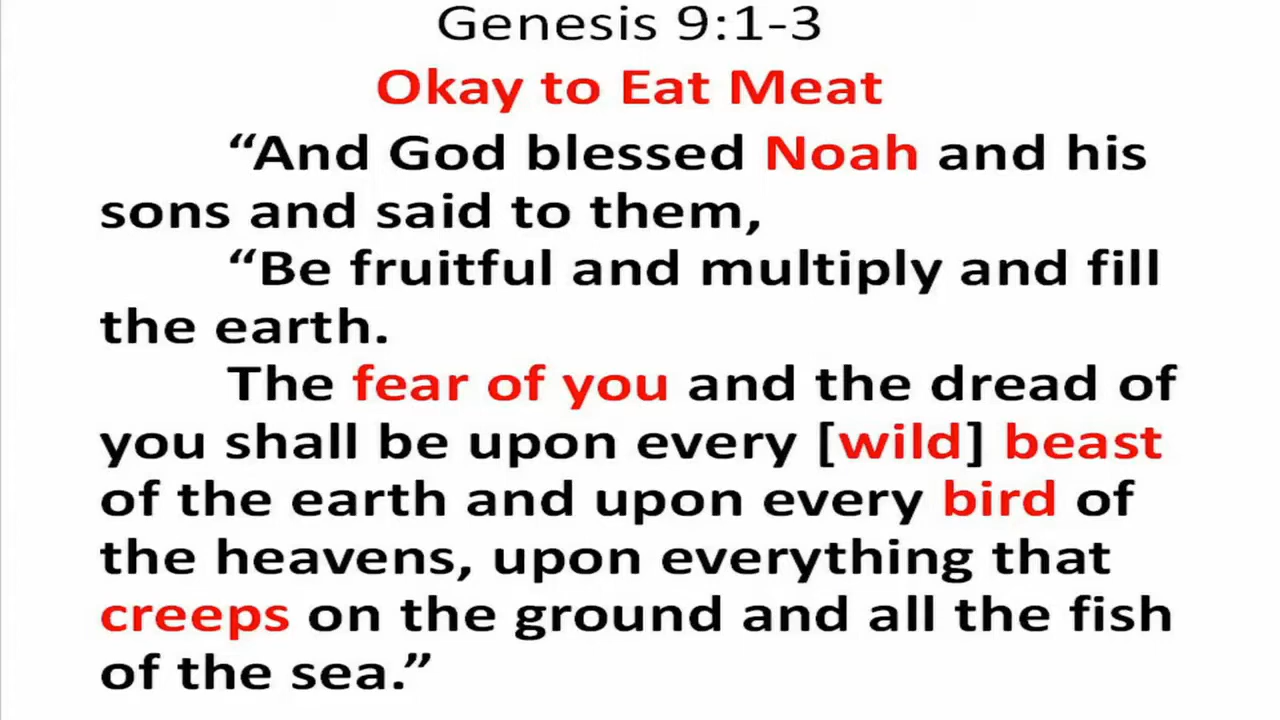 Genesis 9:1-3
Okay to Eat Meat
“And God blessed Noah and his
sons and said to them,
“Be fruitful and multiply and fill
the earth.
The fear of you and the dread of
you shall be upon every [wild] beast
of the earth and upon every bird of
the heavens, upon everything that
creeps on the ground and all the fish
of the sea.”